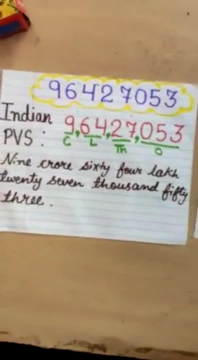 96427053
Indian
PVS: 9,64,27,053
C L Th O
Nine crore sixty four lakh
twenty seven thousand fifty
three.